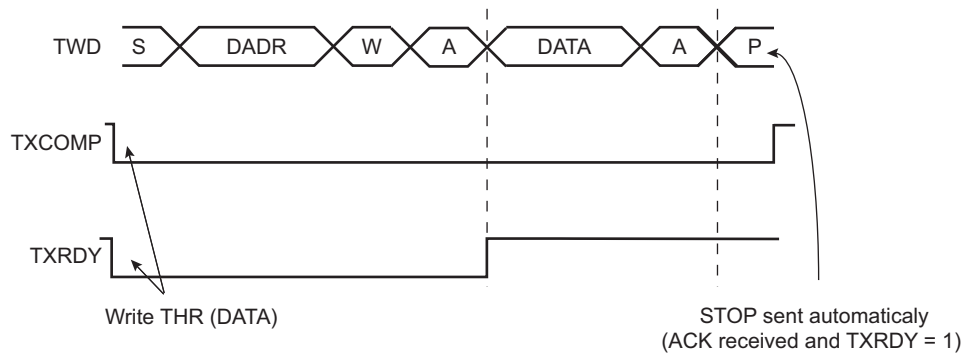 TWD S DADR W A DATA A P
TXCOMP
TXRDY
Write THR (DATA)
STOP sent automaticaly
(ACK received and TXRDY = 1)